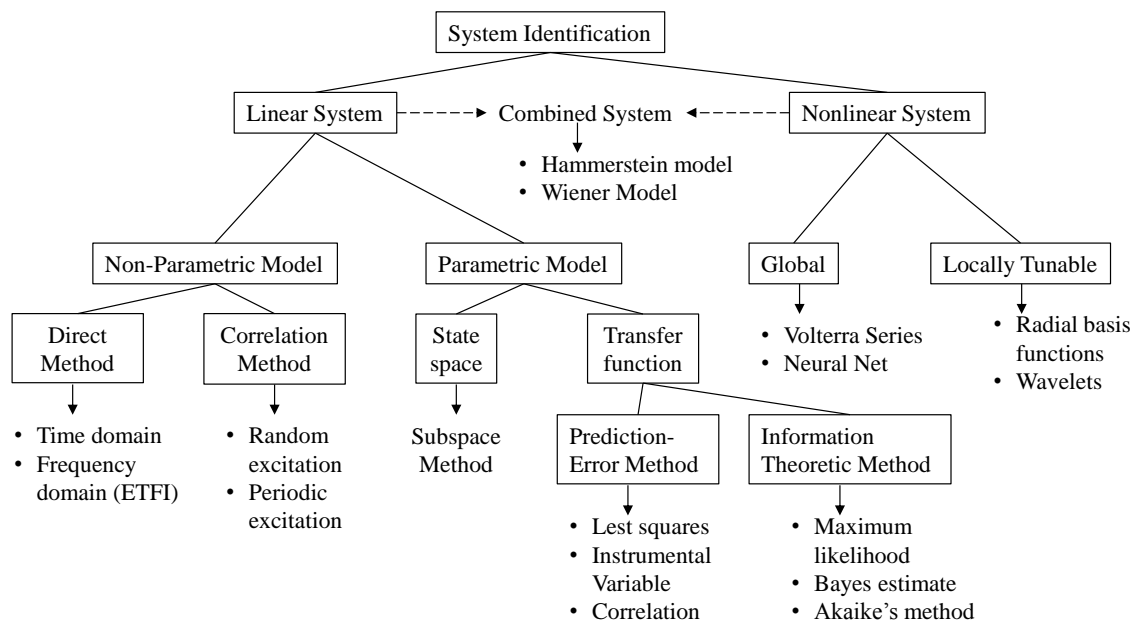 System Identification
Linear System
Combined System
Nonlinear System
• Hammerstein model
• Wiener Model
Non-Parametric Model
Parametric Model
Global
Locally Tunable
Direct
Method
Correlation
Method
State
space
Transfer
function
• Volterra Series
• Neural Net
• Radial basis
functions
• Wavelets
• Time domain
• Frequency
domain (ETFI)
• Random
excitation
• Periodic
excitation
Subspace
Method
Prediction-
Error Method
Information
Theoretic Method
• Lest squares
• Instrumental
Variable
• Correlation
• Maximum
likelihood
• Bayes estimate
• Akaike’s method